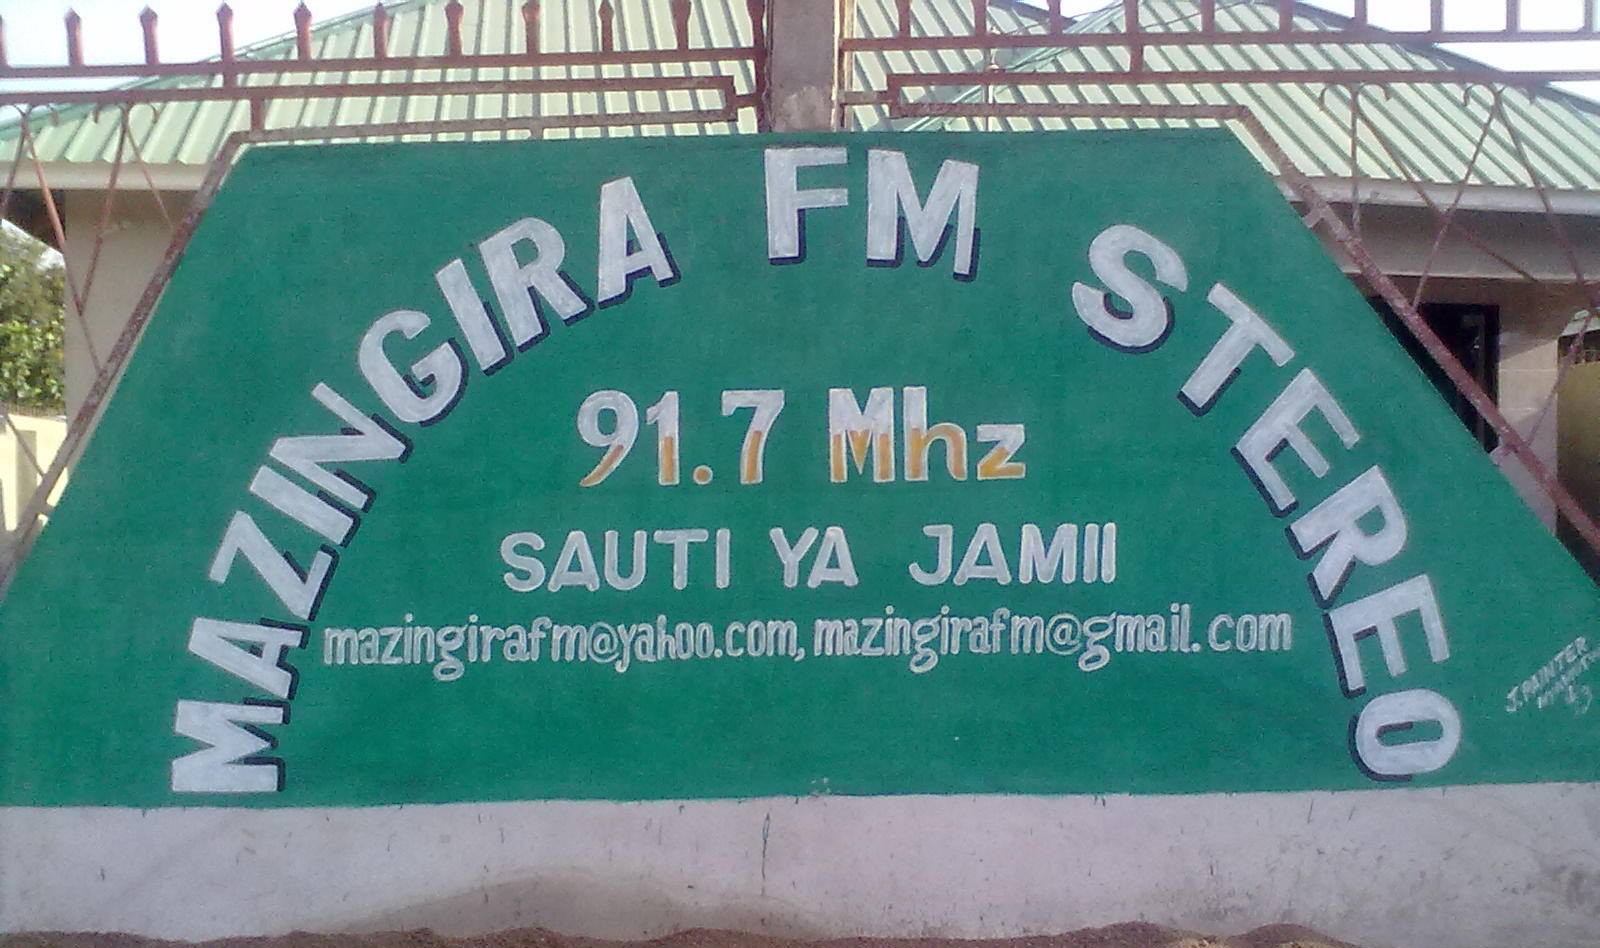 MAZINGIRA FM STEREO
91.7 Mhz
SAUTI YA JAMII
mazingirafm@yahoo.com, mazingirafm@gmail.com
J. PAINTER